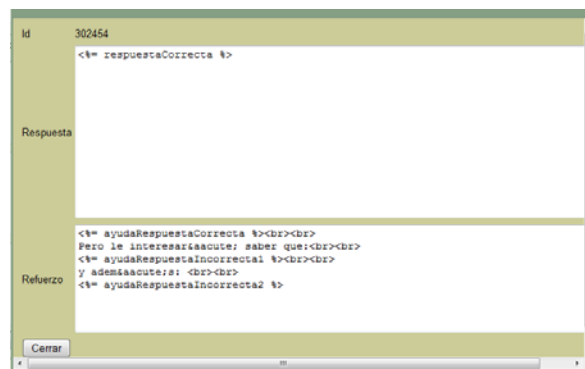 Id 302454
<%= respuestaCorrecta %>
Respuesta
<%= ayudaRespuestaCorrecta %><br><br>
Pero le interesar&aacute; saber que:<br><br>
<%= ayudaRespuestaIncorrecta1 %><br><br>
y adem&aacute;s: <br><br>
<%= ayudaRespuestaIncorrecta2 %>
Refuerzo
Cerrar